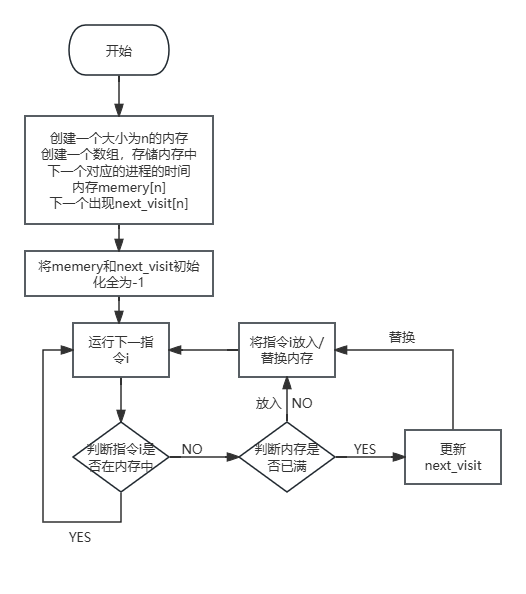 开始
创建一个大小为n的内存
创建一个数组，存储内存中
下一个对应的进程的时间
内存memery[n]
下一个出现next_visit[n]
将memery和next_visit初始
化全为-1
运行下一指
令i
将指令i放入/
替换内存
替换
放入
NO
判断指令i是
否在内存中
NO
判断内存是
否已满
YES
更新
next_visit
YES